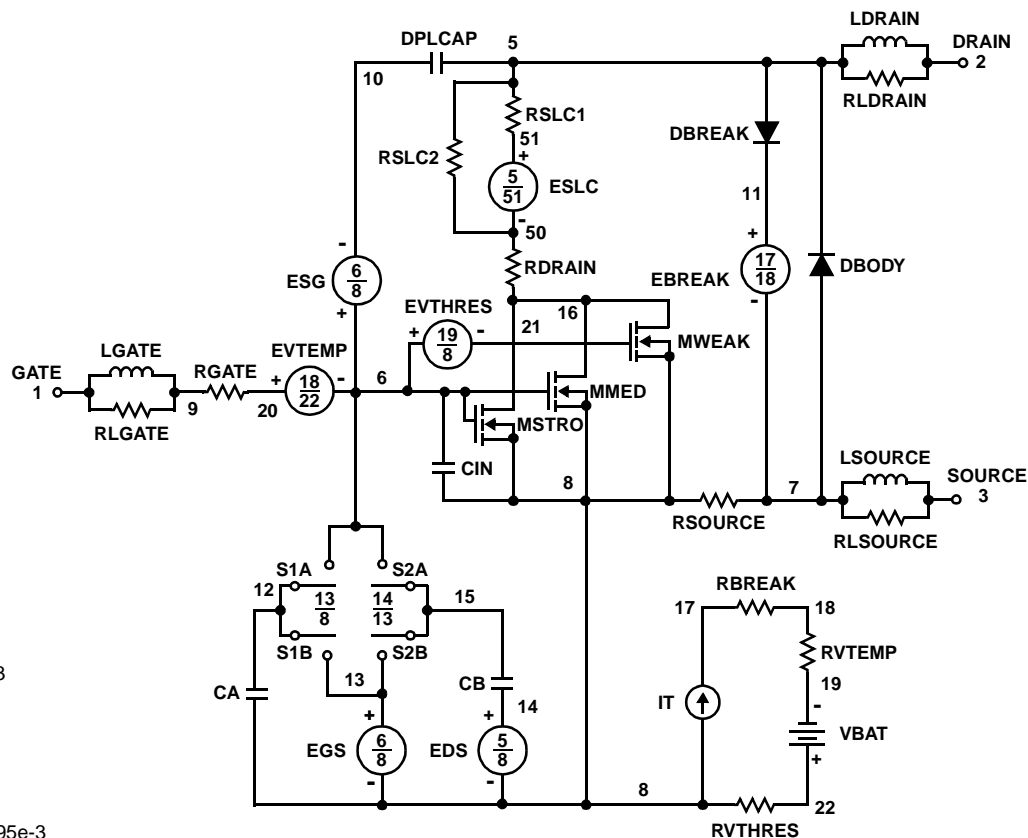 LDRAIN
DPLCAP 5 DRAIN
10 2
RLDRAIN
RSLC1
DBREAK
51
RSLC2 +
5
51
ESLC 11
-
50
- +
17
18
RDRAIN DBODY
6
8
ESG EBREAK
EVTHRES -
+ 16
+ 19
8
- 21
MWEAK
LGATE EVTEMP
GATE RGATE + 18
22
- 6 MMED
1 9 20
MSTRO
RLGATE
CIN LSOURCE
8 7 SOURCE
3
RSOURCE
RLSOURCE
S1A S2A RBREAK
12 13
8
14
13
15 17 18
S1B S2B RVTEMP
13 CB 19
CA 14 IT -
+ + VBAT
EGS 6
8
EDS 5
8
+
- - 8 22
RVTHRES
3
95e-3